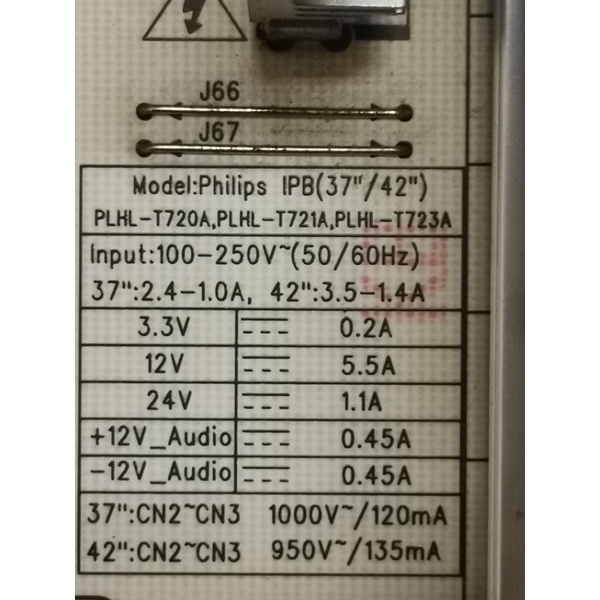 J66
J67
Model:Philips IPB(37"/42")
PLHL-T720A,PLHL-T721A,PLHL-T723A
Input:100-250V~(50/60Hz)
37":2.4-1.0A, 42":3.5-1.4A
3.3V 0.2A
12V 5.5A
24V 1.1A
+12V_Audio 0.45A
-12V_Audio 0.45A
37":CN2~CN3 1000V~/120mA
42":CN2~CN3 950V~/135mA